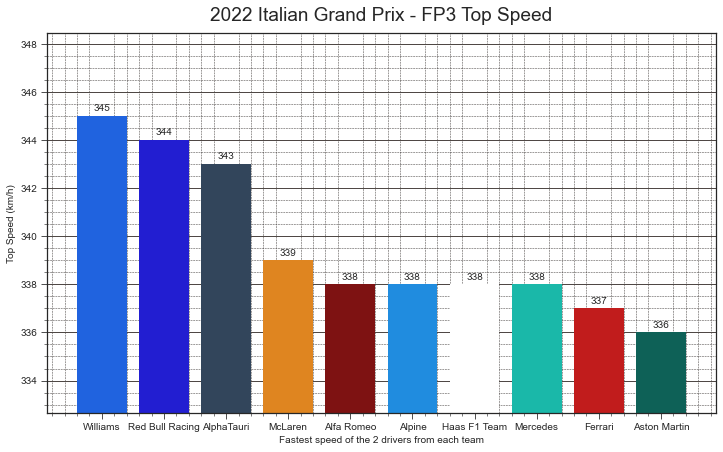 2022 Italian Grand Prix - FP3 Top Speed
Top Speed (km/h)
348
346
344
342
340
338
336
334
345
344
343
339
338
338
338
338
337
336
Williams
Red Bull Racing
AlphaTauri
McLaren
Alfa Romeo
Alpine
Haas F1 Team
Mercedes
Ferrari
Aston Martin
Fastest speed of the 2 drivers from each team